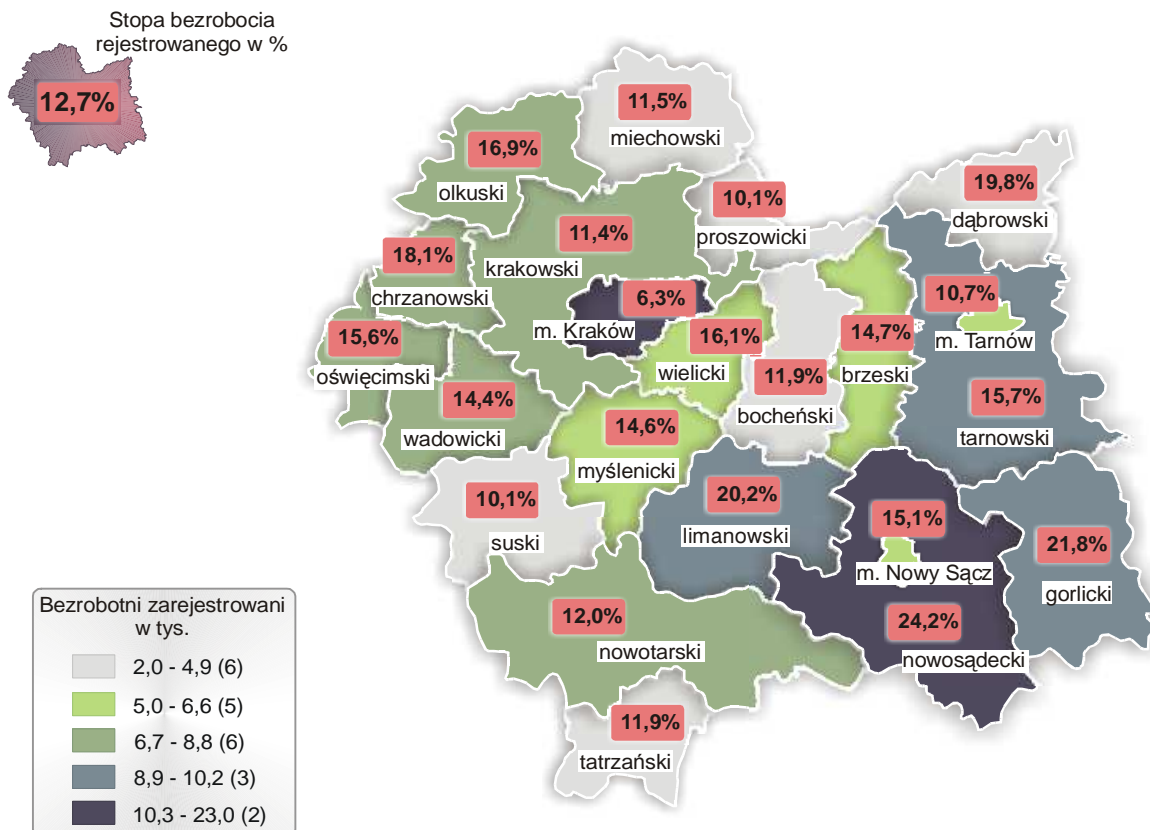 Stopa bezrobocia
rejestrowanego w %
12,7%
11,5%
miechowski
16,9%
olkuski
10,1%
proszowicki
19,8%
dąbrowski
11,4%
krakowski
18,1%
chrzanowski
6,3%
m. Kraków
10,7%
m. Tarnów
15,6%
oświęcimski
16,1%
wielicki
14,7%
brzeski
11,9%
bocheński
14,4%
wadowicki
15,7%
tarnowski
14,6%
myślenicki
10,1%
suski
20,2%
limanowski
15,1%
m. Nowy Sącz
21,8%
gorlicki
12,0%
nowotarski
24,2%
nowosądecki
11,9%
tatrzański
Bezrobotni zarejestrowani
w tys.
2,0 - 4,9 (6)
5,0 - 6,6 (5)
6,7 - 8,8 (6)
8,9 - 10,2 (3)
10,3 - 23,0 (2)